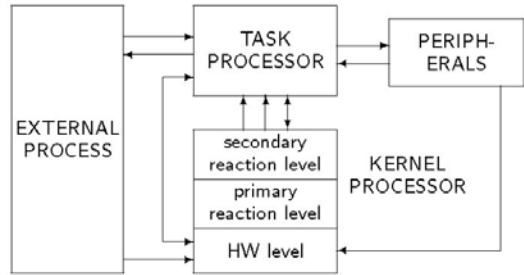 TASK
PROCESSOR
PERIPH-
ERALS
EXTERNAL
PROCESS
secondary
reaction level
primary
reaction level
HW level
KERNEL
PROCESSOR